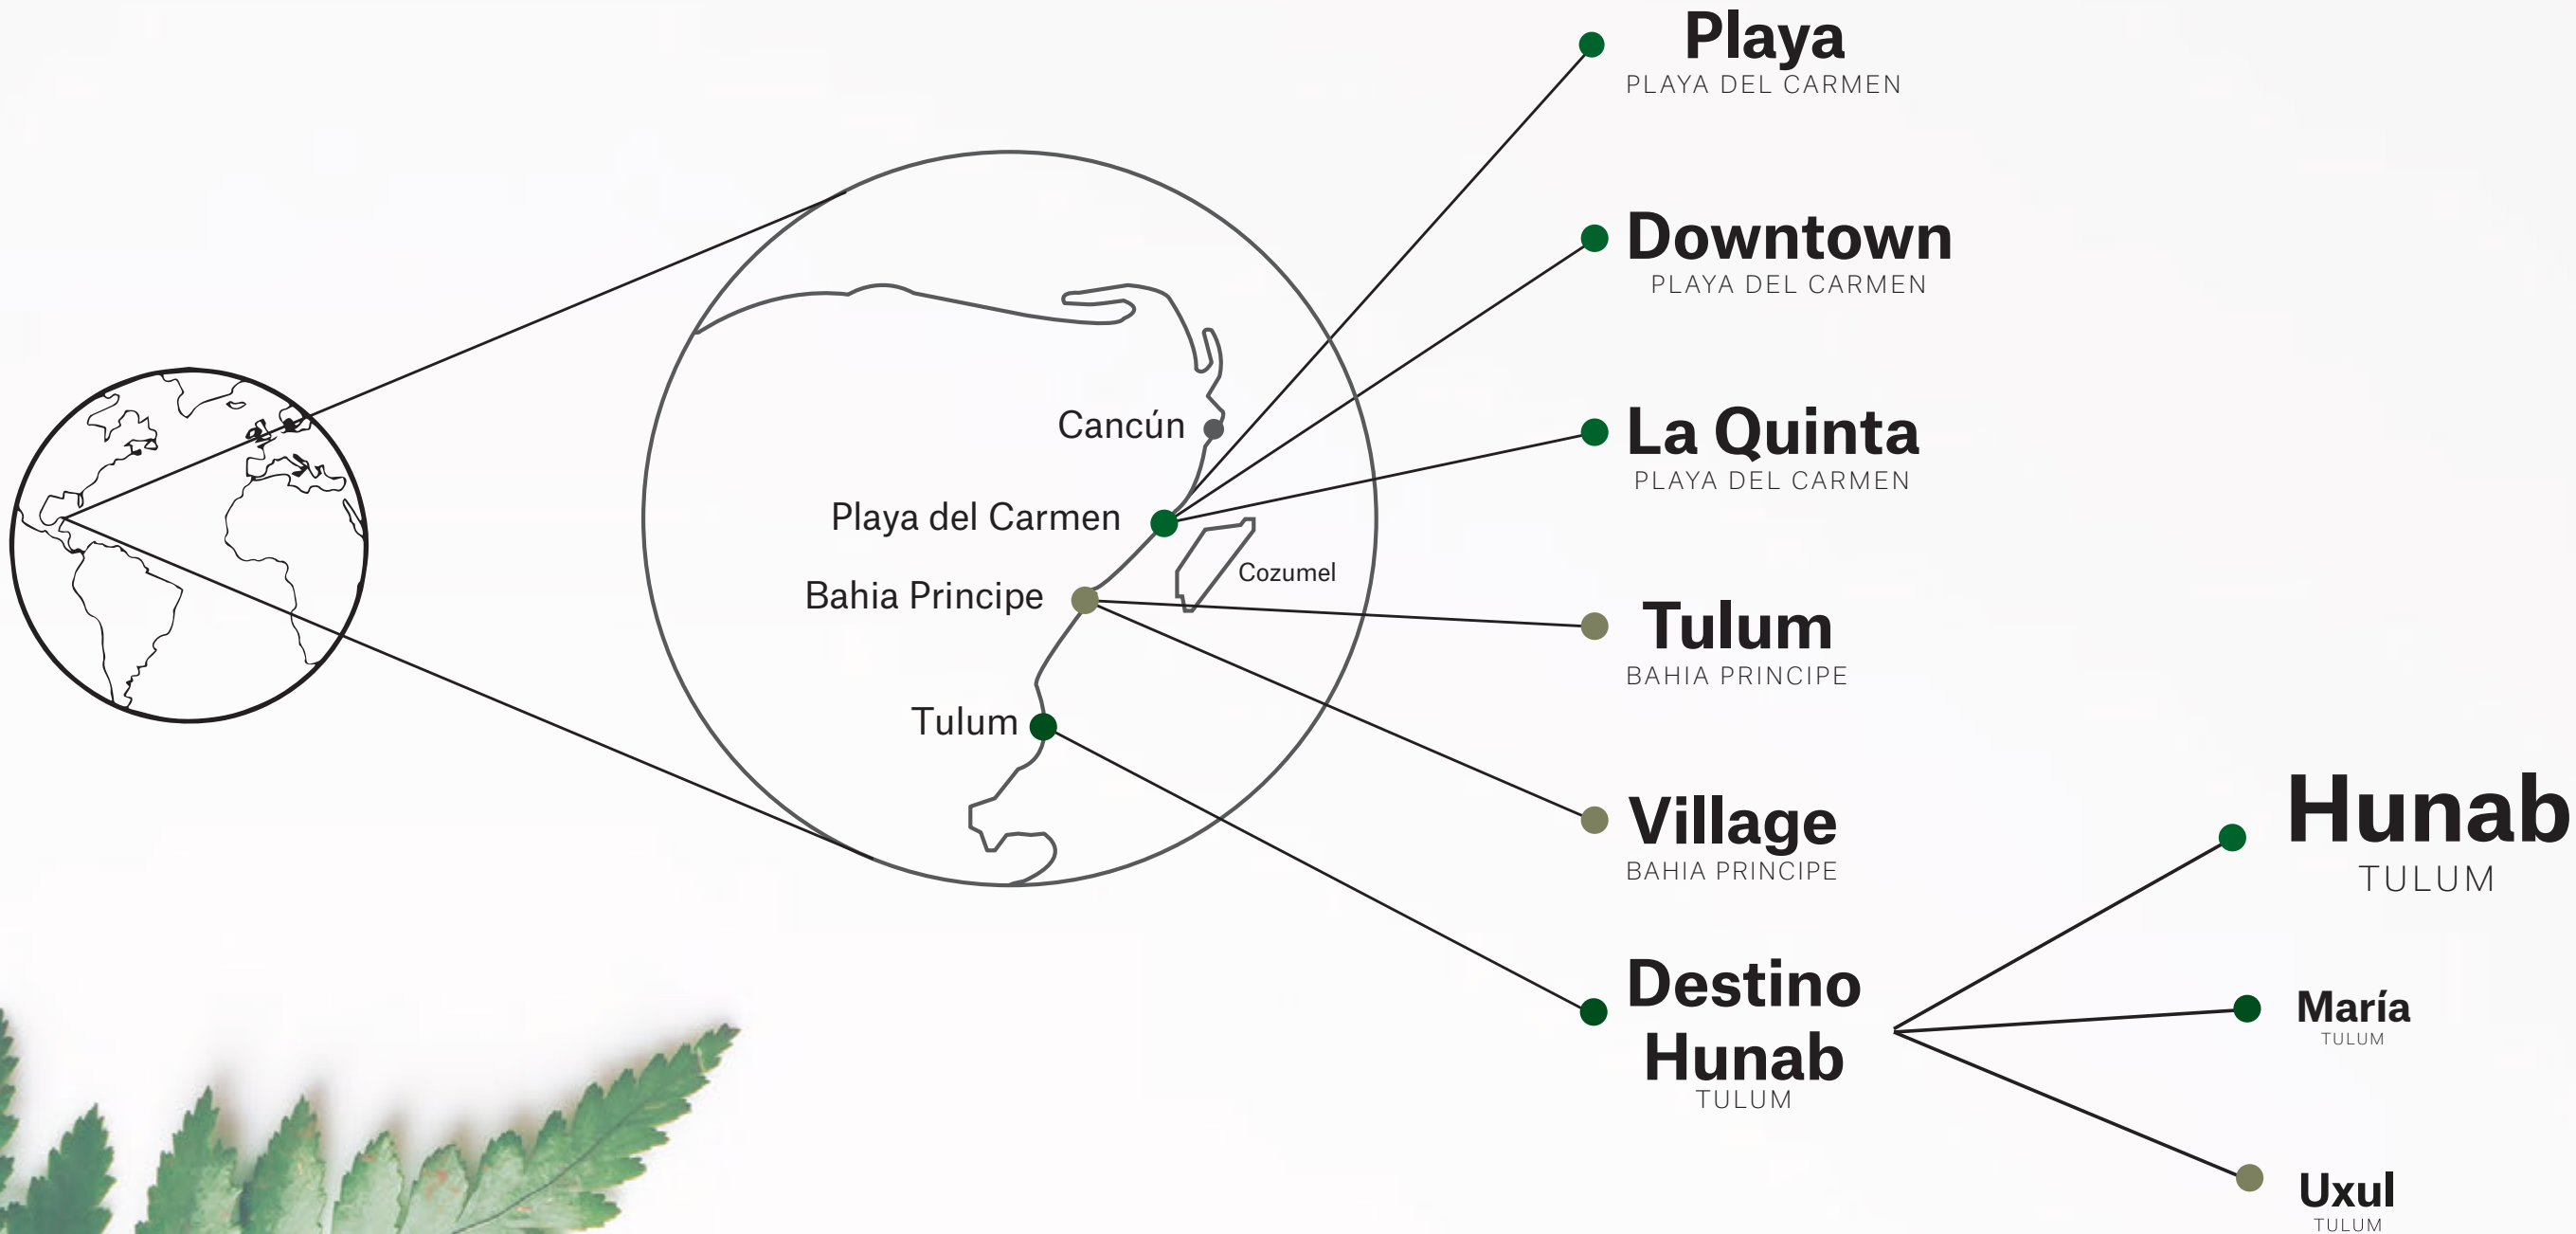 Playa
PLAYA DEL CARMEN
Downtown
PLAYA DEL CARMEN
La Quinta
PLAYA DEL CARMEN
Cancún
Playa del Carmen
Cozumel
Bahia Principe
Tulum
BAHIA PRINCIPE
Tulum
Village
BAHIA PRINCIPE
Destino
Hunab
TULUM
Hunab
TULUM
María
TULUM
Uxul
TULUM